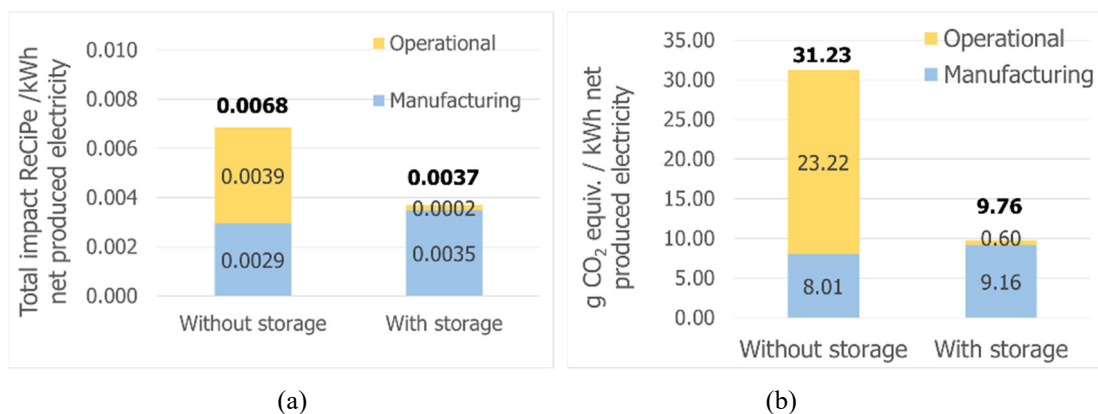 Total impact ReCiPe /kWh
net produced electricity
0.010
0.008
0.006
0.004
0.002
0.000
Operational
Manufacturing
0.0068
0.0039
0.0029
0.0037
0.0002
0.0035
Without storage
With storage
(a)
g CO₂ equiv. / kWh net
produced electricity
35.00
30.00
25.00
20.00
15.00
10.00
5.00
0.00
Operational
Manufacturing
31.23
23.22
8.01
9.76
0.60
9.16
Without storage
With storage
(b)